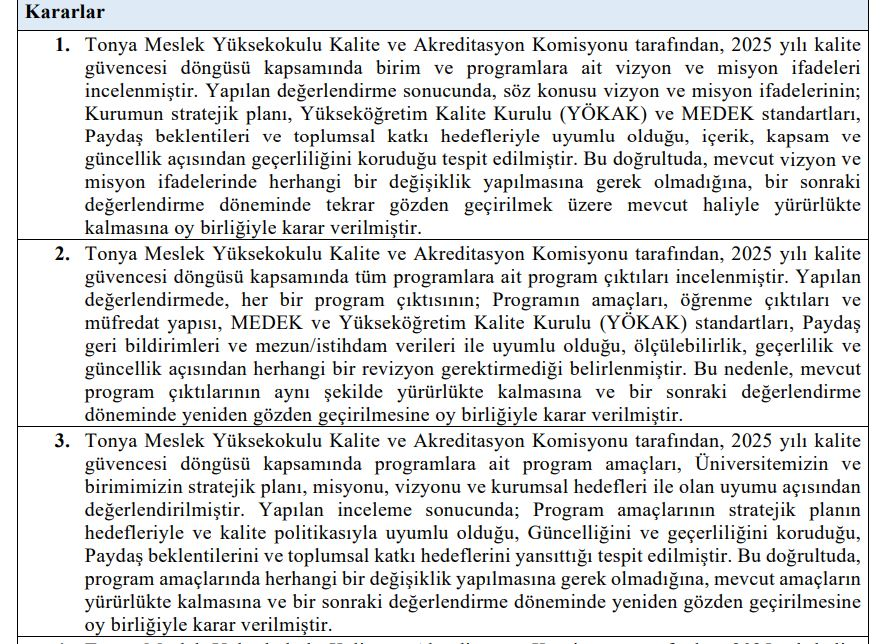 Kararlar
1. Tonya Meslek Yüksekokulu Kalite ve Akreditasyon Komisyonu tarafından, 2025 yılı kalite
güvencesi döngüsü kapsamında birim ve programlara ait vizyon ve misyon ifadeleri
incelenmiştir. Yapılan değerlendirme sonucunda, söz konusu vizyon ve misyon ifadelerinin;
Kurumun stratejik planı, Yükseköğretim Kalite Kurulu (YÖKAK) ve MEDEK standartları,
Paydaş beklentileri ve toplumsal katkı hedefleriyle uyumlu olduğu, içerik, kapsam ve
güncellik açısından geçerliliğini koruduğu tespit edilmiştir. Bu doğrultuda, mevcut vizyon ve
misyon ifadelerinde herhangi bir değişiklik yapılmasına gerek olmadığına, bir sonraki
değerlendirme döneminde tekrar gözden geçirilmek üzere mevcut haliyle yürürlükte
kalmasına oy birliğiyle karar verilmiştir.
2. Tonya Meslek Yüksekokulu Kalite ve Akreditasyon Komisyonu tarafından, 2025 yılı kalite
güvencesi döngüsü kapsamında tüm programlara ait program çıktıları incelenmiştir. Yapılan
değerlendirmede, her bir program çıktısının; Programın amaçları, öğrenme çıktıları ve
müfredat yapısı, MEDEK ve Yükseköğretim Kalite Kurulu (YÖKAK) standartları, Paydaş
geri bildirimleri ve mezun/istihdam verileri ile uyumlu olduğu, ölçülebilirlik, geçerlilik ve
güncellik açısından herhangi bir revizyon gerektirmediği belirlenmiştir. Bu nedenle, mevcut
program çıktılarının aynı şekilde yürürlükte kalmasına ve bir sonraki değerlendirme
döneminde yeniden gözden geçirilmesine oy birliğiyle karar verilmiştir.
3. Tonya Meslek Yüksekokulu Kalite ve Akreditasyon Komisyonu tarafından, 2025 yılı kalite
güvencesi döngüsü kapsamında programlara ait program amaçları, Üniversitemizin ve
birimimizin stratejik planı, misyonu, vizyonu ve kurumsal hedefleri ile olan uyumu açısından
değerlendirilmiştir. Yapılan inceleme sonucunda; Program amaçlarının stratejik planın
hedefleriyle ve kalite politikasıyla uyumlu olduğu, Güncelliğini ve geçerliliğini koruduğu,
Paydaş beklentilerini ve toplumsal katkı hedeflerini yansıttığı tespit edilmiştir. Bu doğrultuda,
program amaçlarında herhangi bir değişiklik yapılmasına gerek olmadığına, mevcut amaçların
yürürlükte kalmasına ve bir sonraki değerlendirme döneminde yeniden gözden geçirilmesine
oy birliğiyle karar verilmiştir.